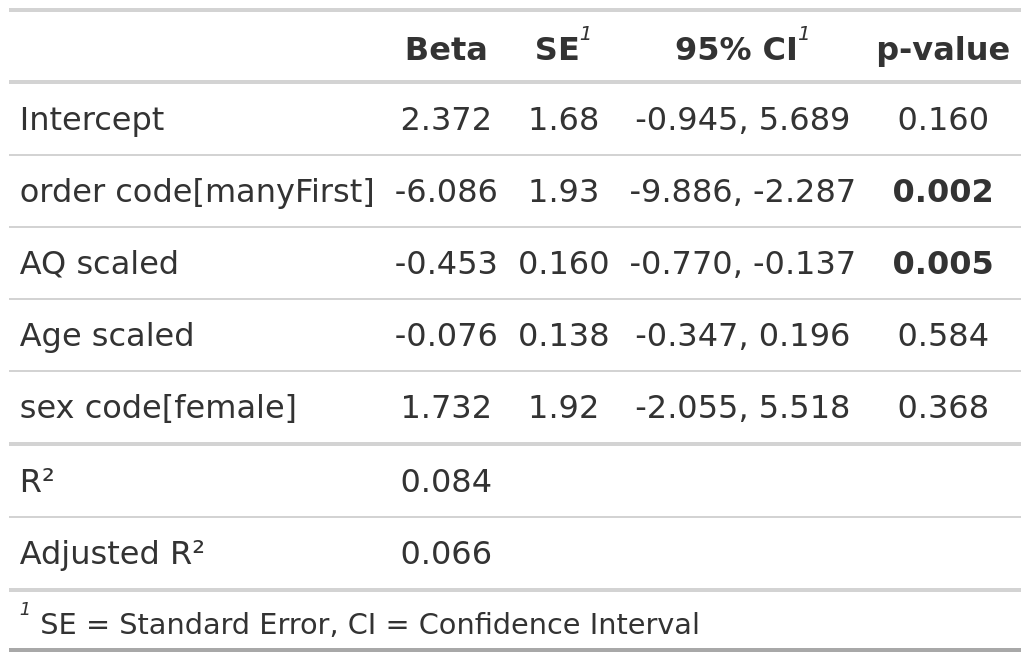 Beta SE1 95% CI1 p-value
Intercept 2.372 1.68 -0.945, 5.689 0.160
order code[manyFirst] -6.086 1.93 -9.886, -2.287 0.002
AQ scaled -0.453 0.160 -0.770, -0.137 0.005
Age scaled -0.076 0.138 -0.347, 0.196 0.584
sex code[female] 1.732 1.92 -2.055, 5.518 0.368
R² 0.084
Adjusted R² 0.066
1 SE = Standard Error, CI = Confidence Interval